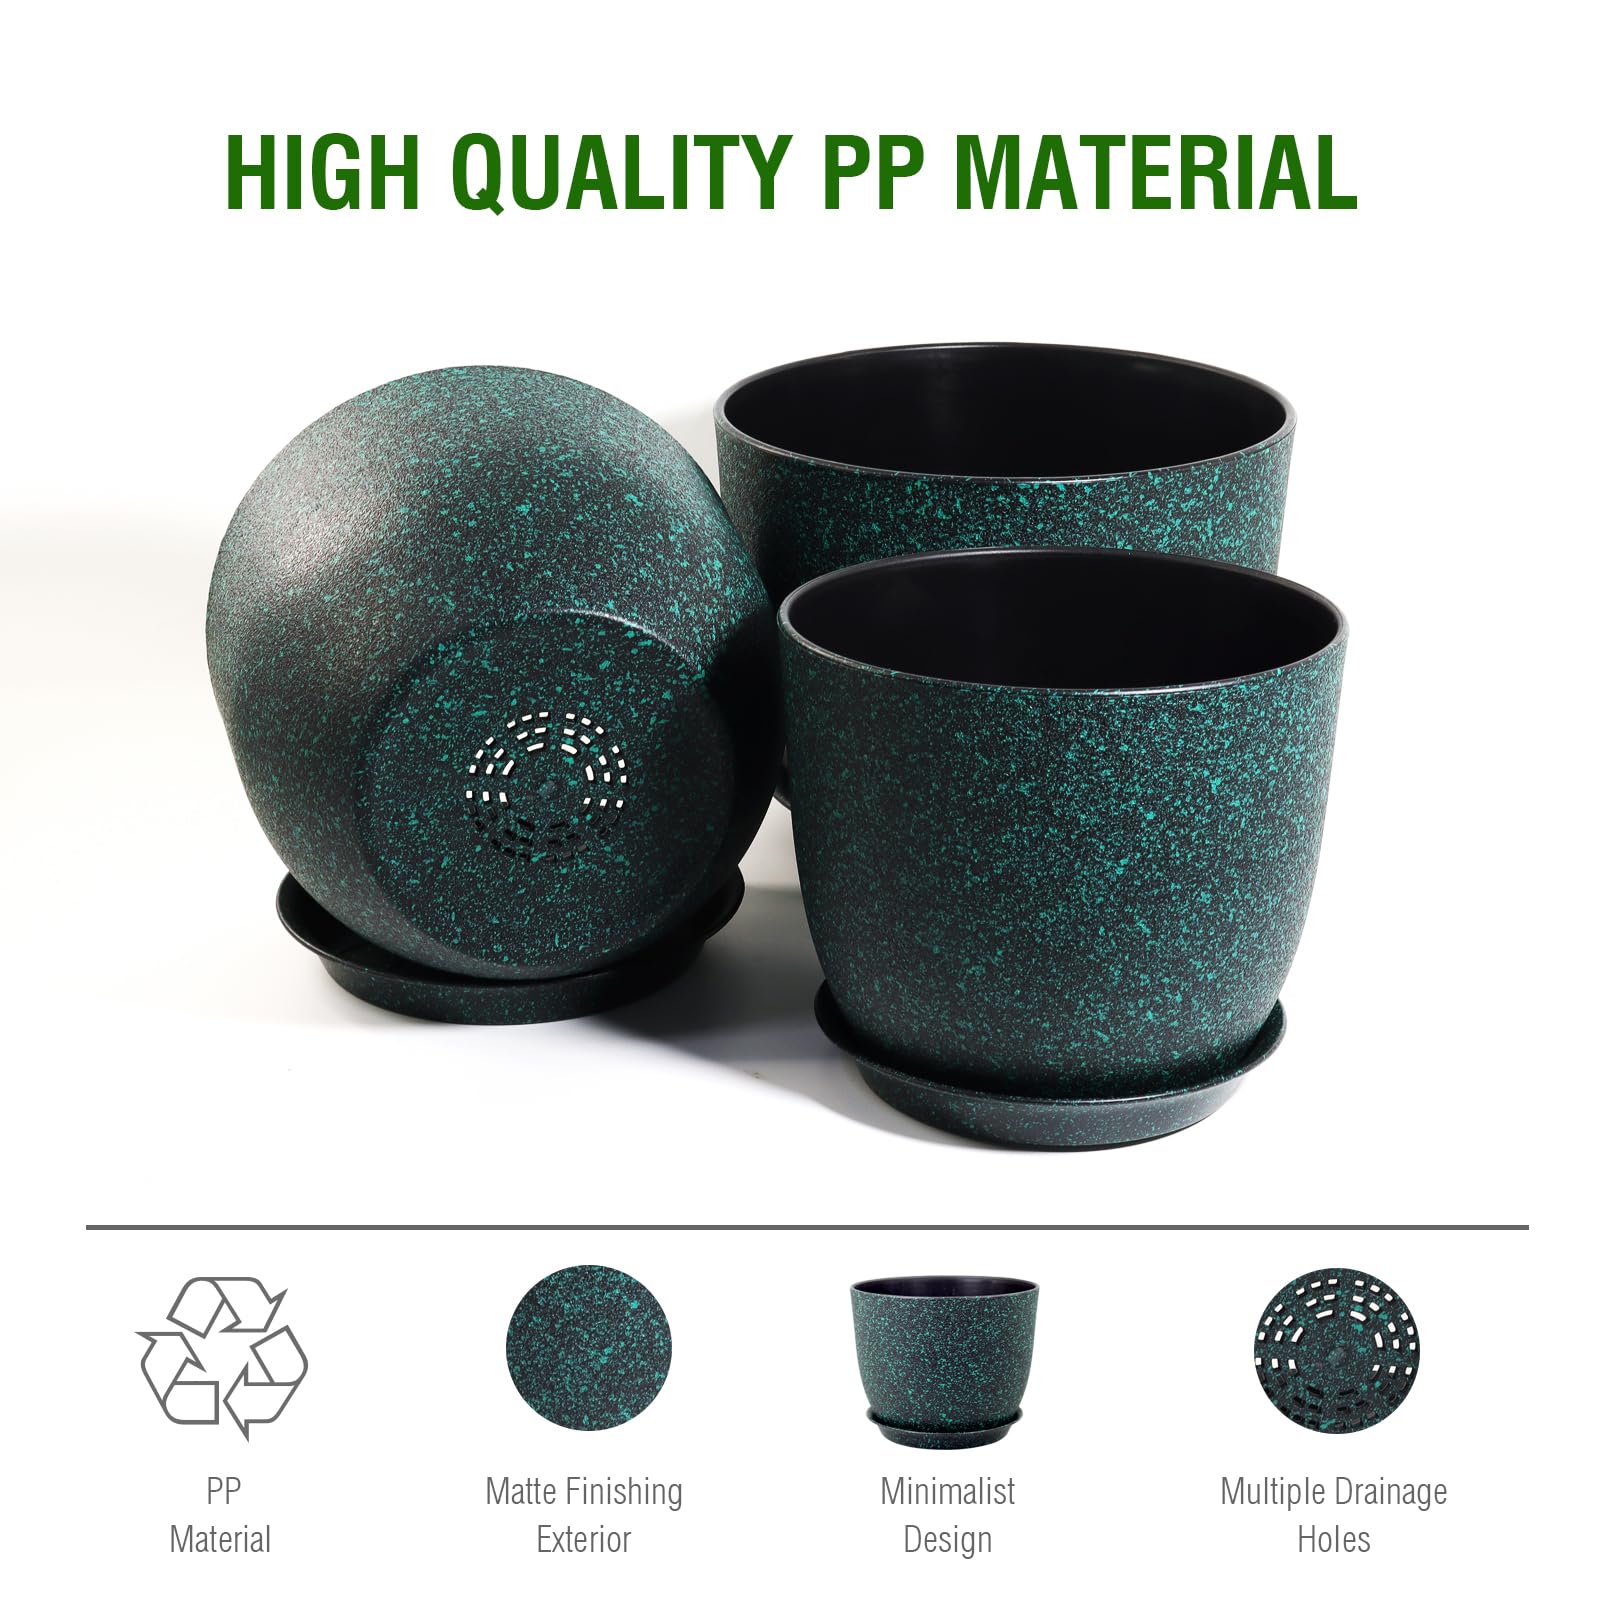 HIGH QUALITY PP MATERIAL
PP
Material
Matte Finishing
Exterior
Minimalist
Design
Multiple Drainage
Holes